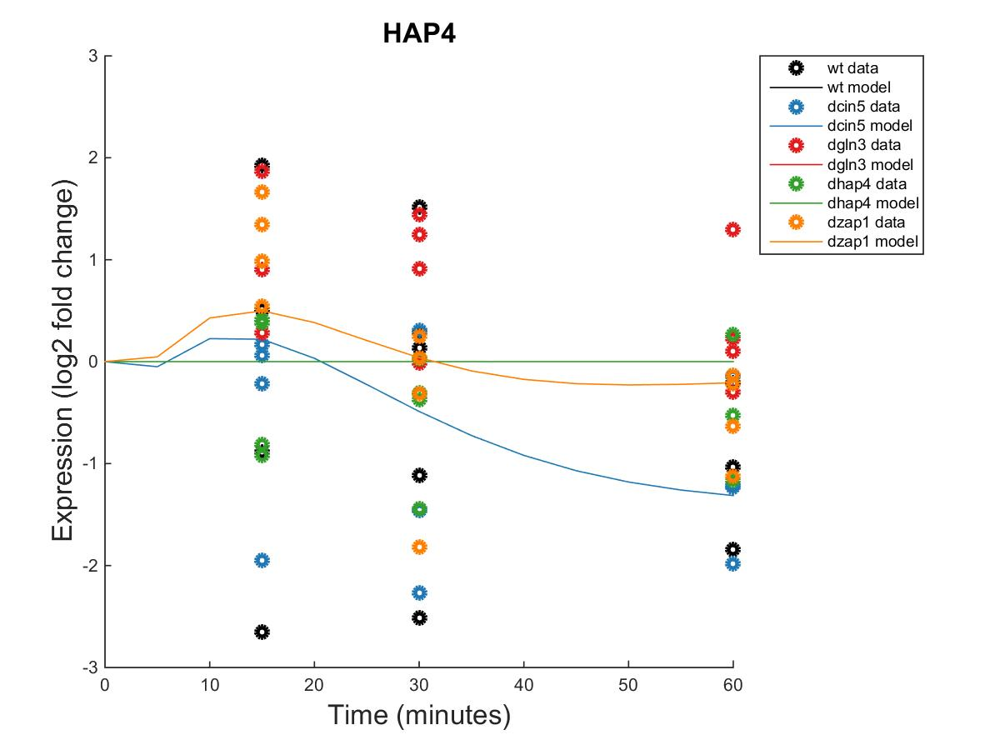 HAP4
3
2
1
0
-1
-2
-3
0 10 20 30 40 50 60
Expression (log2 fold change)
Time (minutes)
wt data
wt model
dcin5 data
dcin5 model
dgln3 data
dgln3 model
dhap4 data
dhap4 model
dzap1 data
dzap1 model